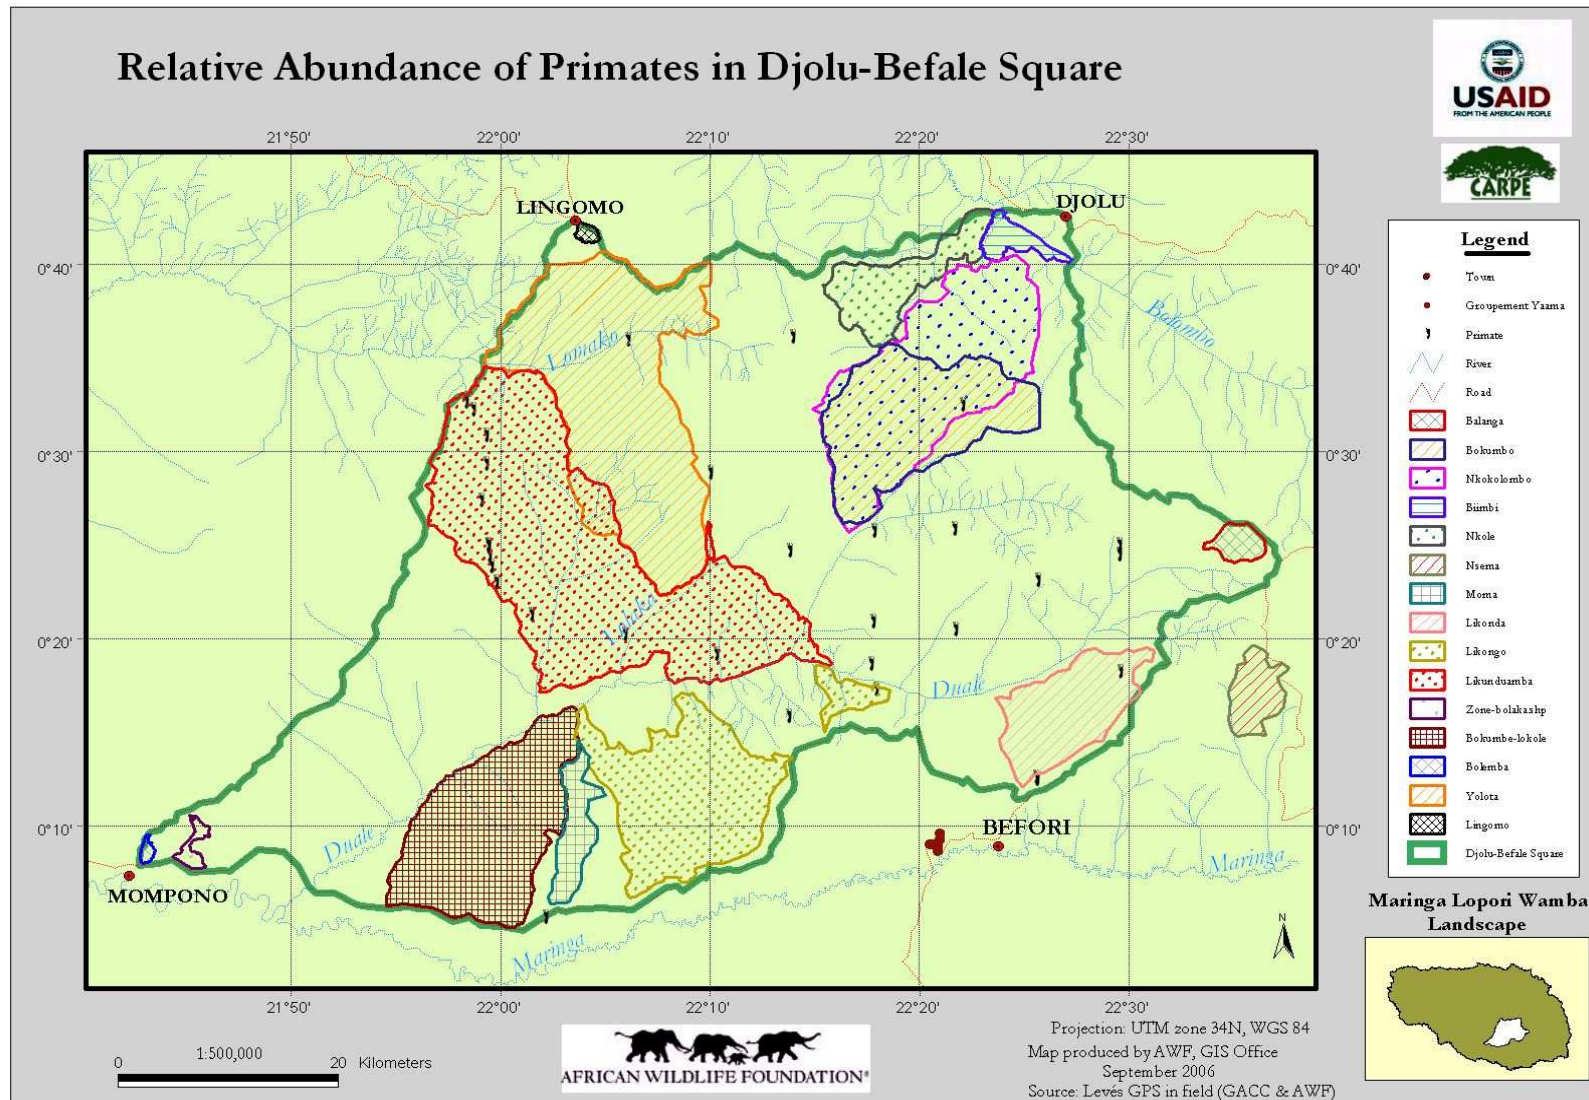 Relative Abundance of Primates in Djolu-Befale Square
USAID
FROM THE AMERICAN PEOPLE
CARPE
21°50' 22°00' 22°10' 22°20' 22°30'
LINGOMO
DJOLU
0°40' 0°40'
Lomako
Bolombo
0°30' 0°30'
Lofoko
0°20' 0°20'
Duale
Duale
0°10' 0°10'
BEFORI
Maringa
MOMPONO
Maringa
N
21°50' 22°00' 22°10' 22°20' 22°30'
Legend
Town
Groupement Yaama
Primate
River
Road
Balanga
Bokumbo
Nkokolombo
Biimbi
Nkole
Nsema
Moma
Likonda
Likongo
Likunduamba
Zone-bolakashp
Bokumbe-lokole
Bolemba
Yolota
Lingomo
Djolu-Befale Square
Maringa Lopori Wamba
Landscape
1:500,000
0 20 Kilometers
AFRICAN WILDLIFE FOUNDATION®
Projection: UTM zone 34N, WGS 84
Map produced by AWF, GIS Office
September 2006
Source: Levés GPS in field (GACC & AWF)